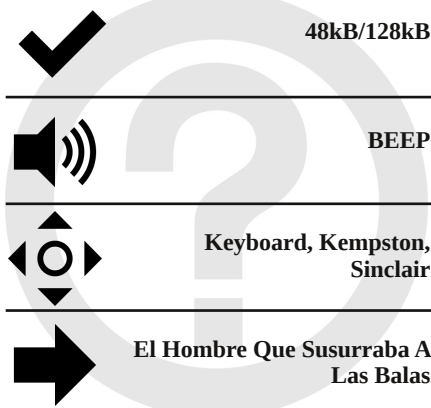 48kB/128kB
BEEP
Keyboard, Kempston,
Sinclair
El Hombre Que Susurraba A
Las Balas